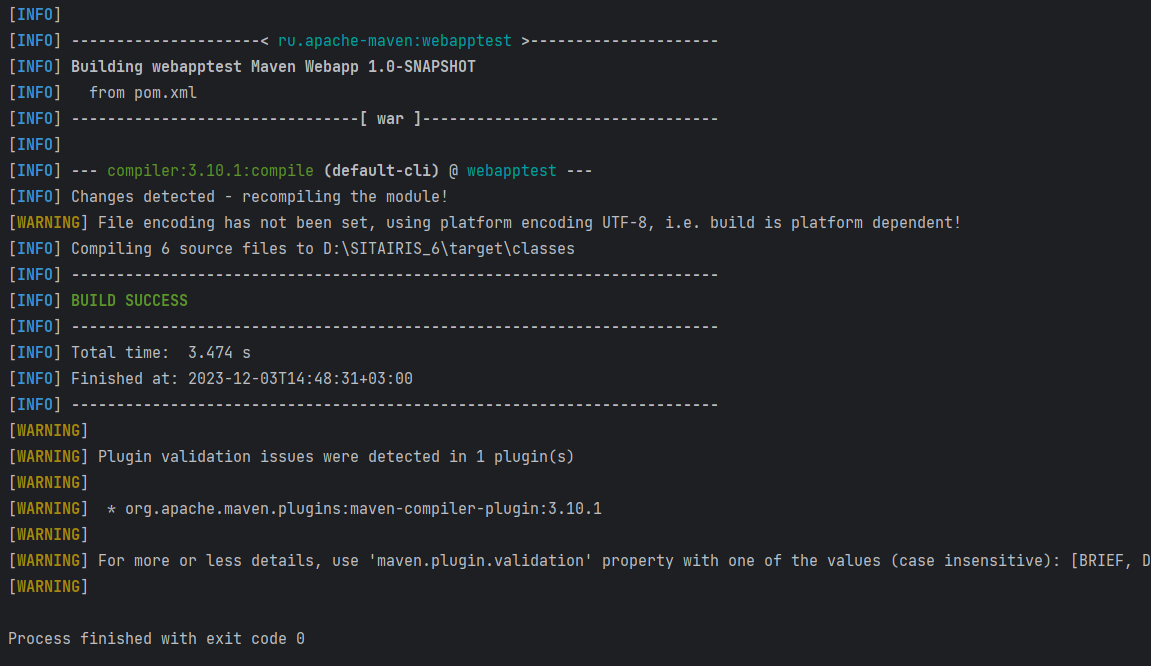 [INFO]
[INFO] ---------------------< ru.apache-maven:webapptest >---------------------
[INFO] Building webapptest Maven Webapp 1.0-SNAPSHOT
[INFO]   from pom.xml
[INFO] --------------------------------[ war ]---------------------------------
[INFO]
[INFO] --- compiler:3.10.1:compile (default-cli) @ webapptest ---
[INFO] Changes detected - recompiling the module!
[WARNING] File encoding has not been set, using platform encoding UTF-8, i.e. build is platform dependent!
[INFO] Compiling 6 source files to D:\SITAIRIS_6\target\classes
[INFO] ------------------------------------------------------------------------
[INFO] BUILD SUCCESS
[INFO] ------------------------------------------------------------------------
[INFO] Total time:  3.474 s
[INFO] Finished at: 2023-12-03T14:48:31+03:00
[INFO] ------------------------------------------------------------------------
[WARNING]
[WARNING] Plugin validation issues were detected in 1 plugin(s)
[WARNING]
[WARNING]  * org.apache.maven.plugins:maven-compiler-plugin:3.10.1
[WARNING]
[WARNING] For more or less details, use 'maven.plugin.validation' property with one of the values (case insensitive): [BRIEF, D
[WARNING]
Process finished with exit code 0